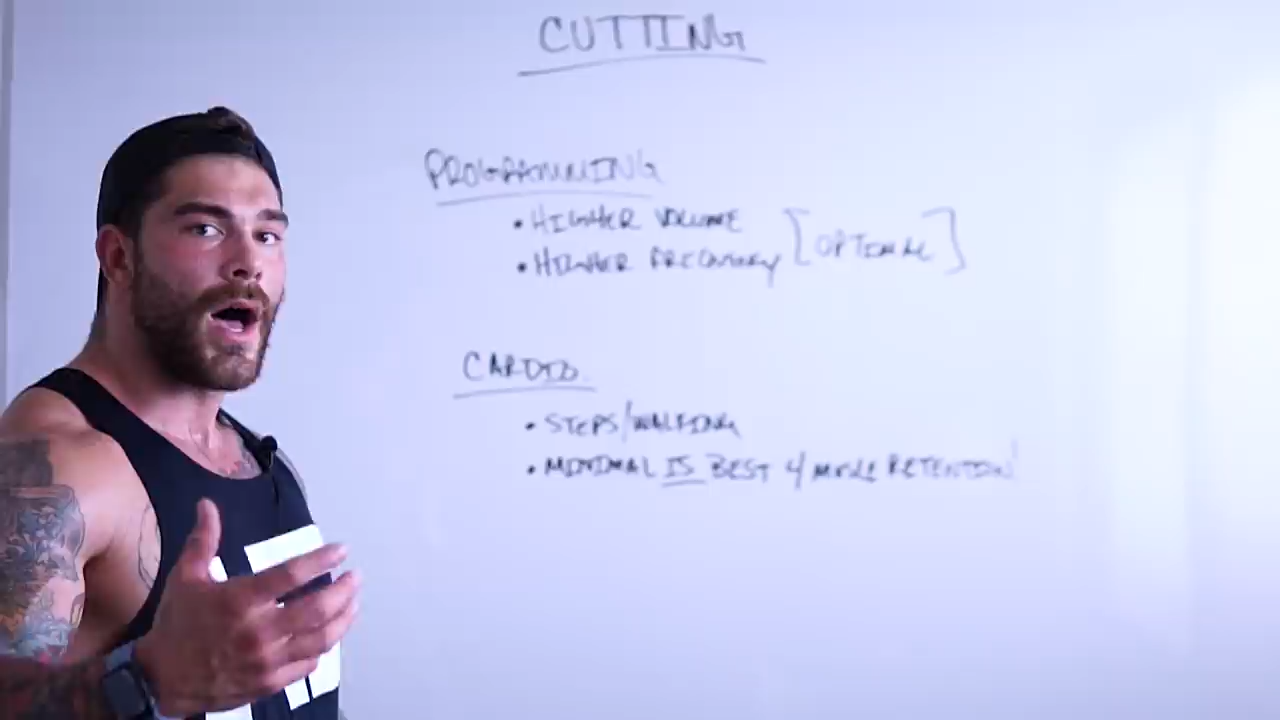 CUTTING
PROGRAMMING
• HIGHER VOLUME
• HIGHER FREQUENCY [OPTIONAL]
CARDIO
• STEPS/WALKING
• MINIMAL IS BEST 4 MUSCLE RETENTION